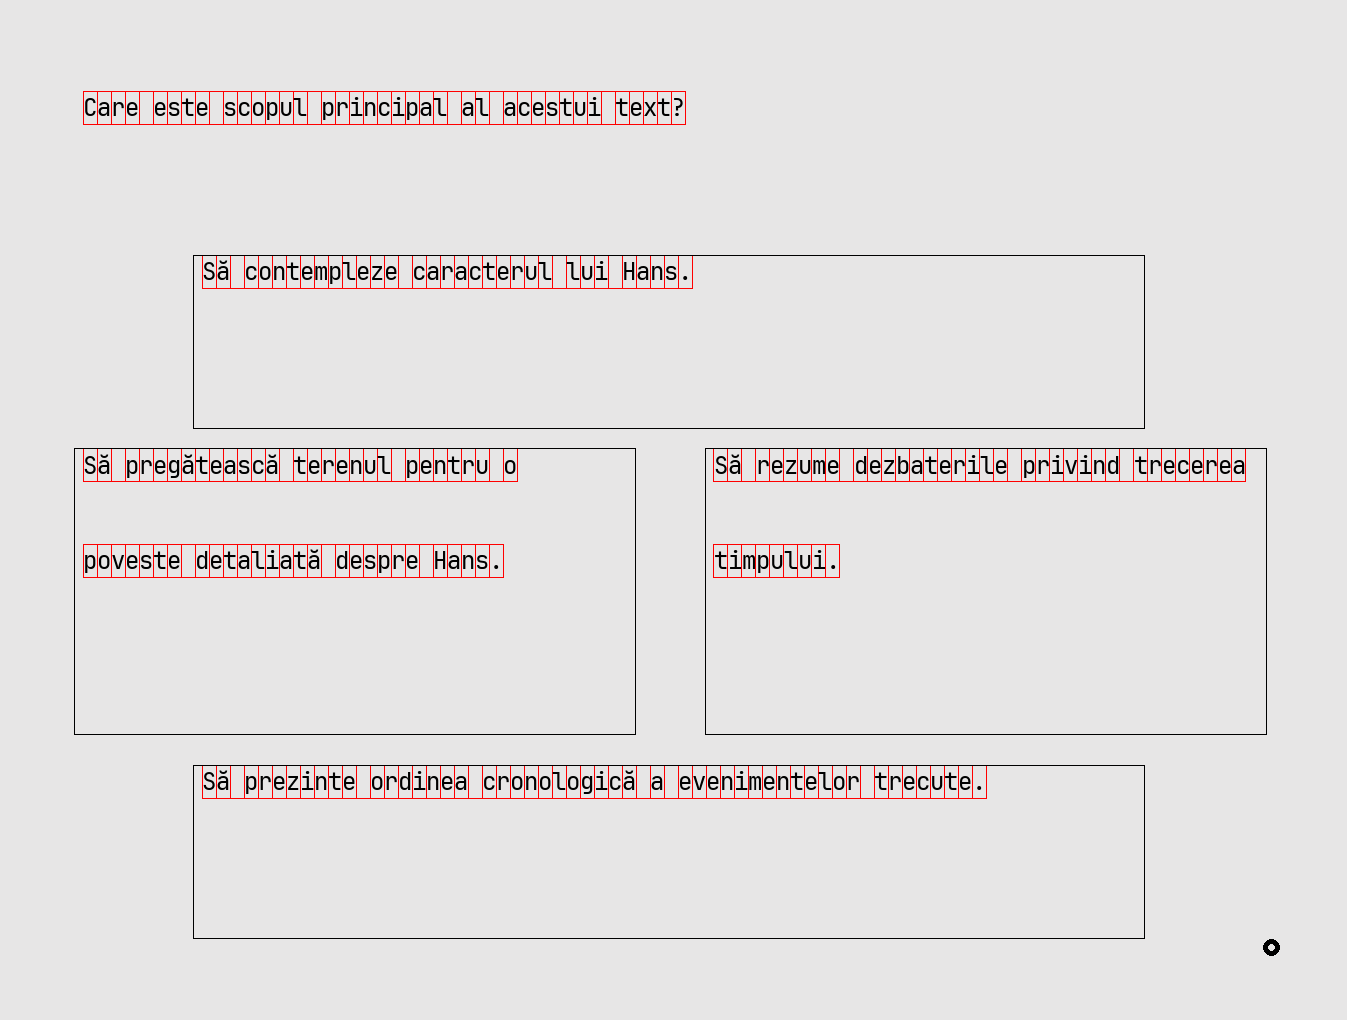 Care este scopul principal al acestui text?
Să contempleze caracterul lui Hans.
Să pregătească terenul pentru o
poveste detaliată despre Hans.
Să rezume dezbaterile privind trecerea
timpului.
Să prezinte ordinea cronologică a evenimentelor trecute.